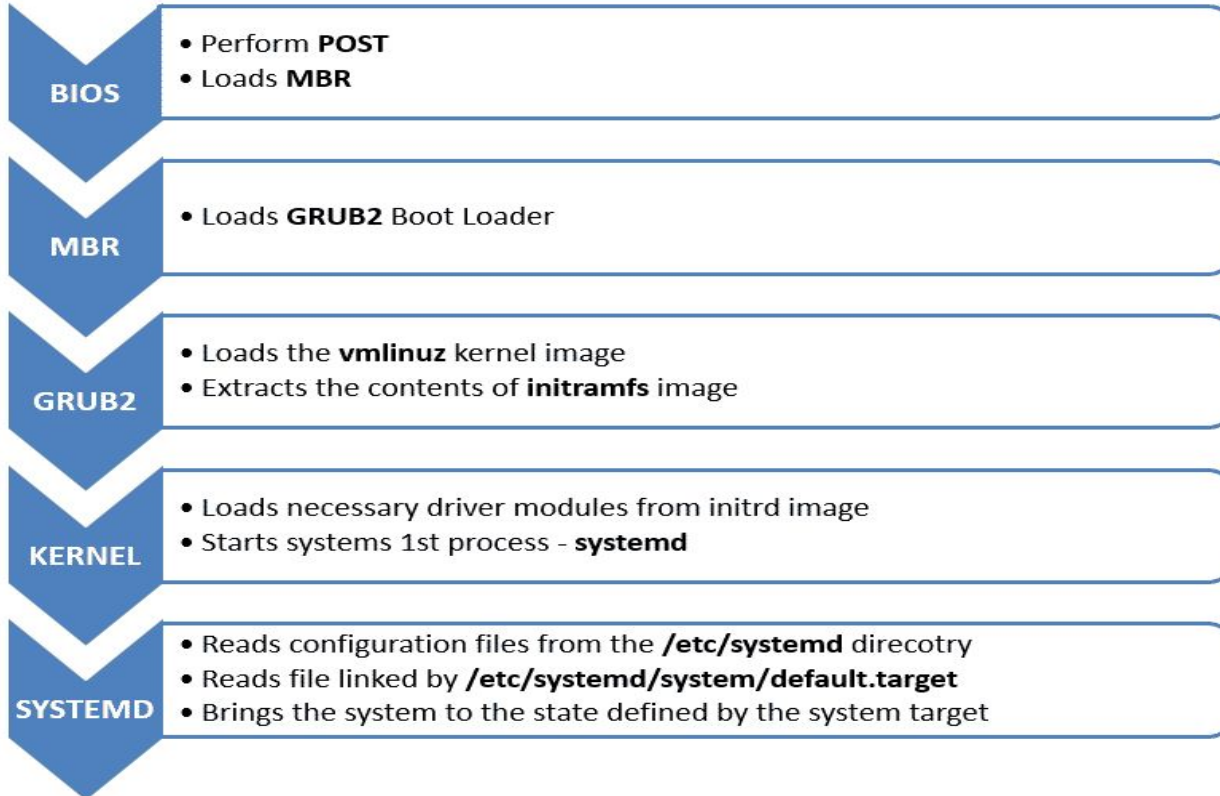 BIOS
• Perform POST
• Loads MBR
MBR
• Loads GRUB2 Boot Loader
GRUB2
• Loads the vmlinuz kernel image
• Extracts the contents of initramfs image
KERNEL
• Loads necessary driver modules from initrd image
• Starts systems 1st process - systemd
SYSTEMD
• Reads configuration files from the /etc/systemd direcotry
• Reads file linked by /etc/systemd/system/default.target
• Brings the system to the state defined by the system target